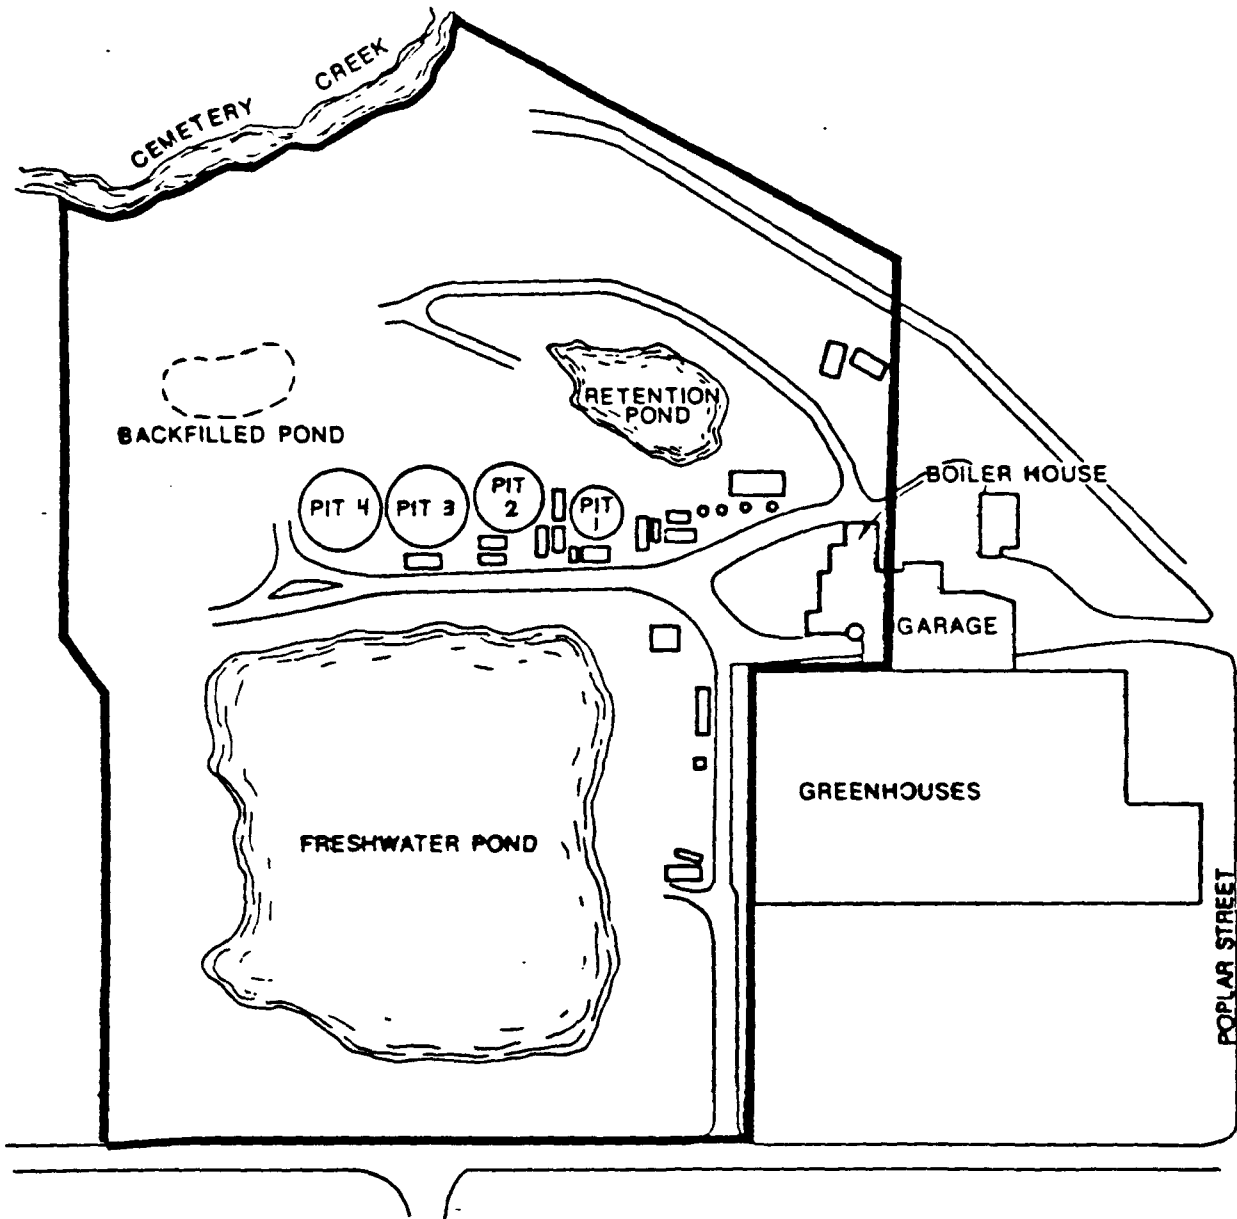 CEMETERY CREEK
RETENTION
POND
BACKFILLED POND
BOILER HOUSE
PIT 4
PIT 3
PIT
2
PIT
1
GARAGE
GREENHOUSES
FRESHWATER POND
POPLAR STREET